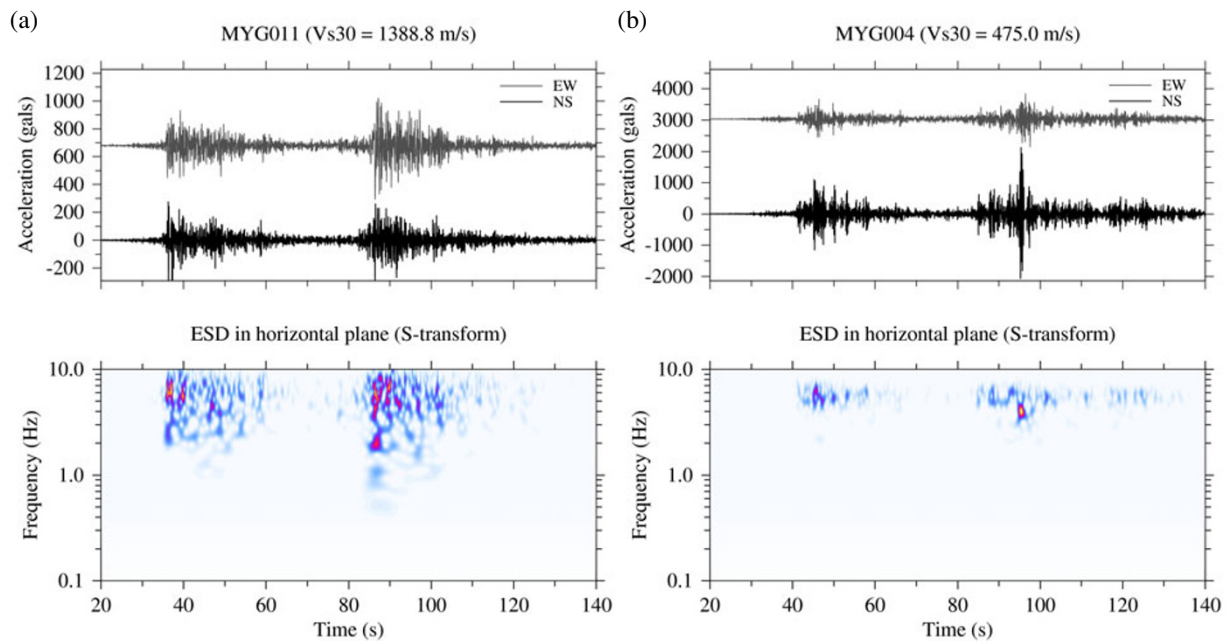 (a)
MYG011 (Vs30 = 1388.8 m/s)
1200
1000
800
600
400
200
0
-200
Acceleration (gals)
EW
NS
ESD in horizontal plane (S-transform)
10.0
1.0
0.1
Frequency (Hz)
20 40 60 80 100 120 140
Time (s)
(b)
MYG004 (Vs30 = 475.0 m/s)
4000
3000
2000
1000
0
-1000
-2000
Acceleration (gals)
EW
NS
ESD in horizontal plane (S-transform)
10.0
1.0
0.1
Frequency (Hz)
20 40 60 80 100 120 140
Time (s)